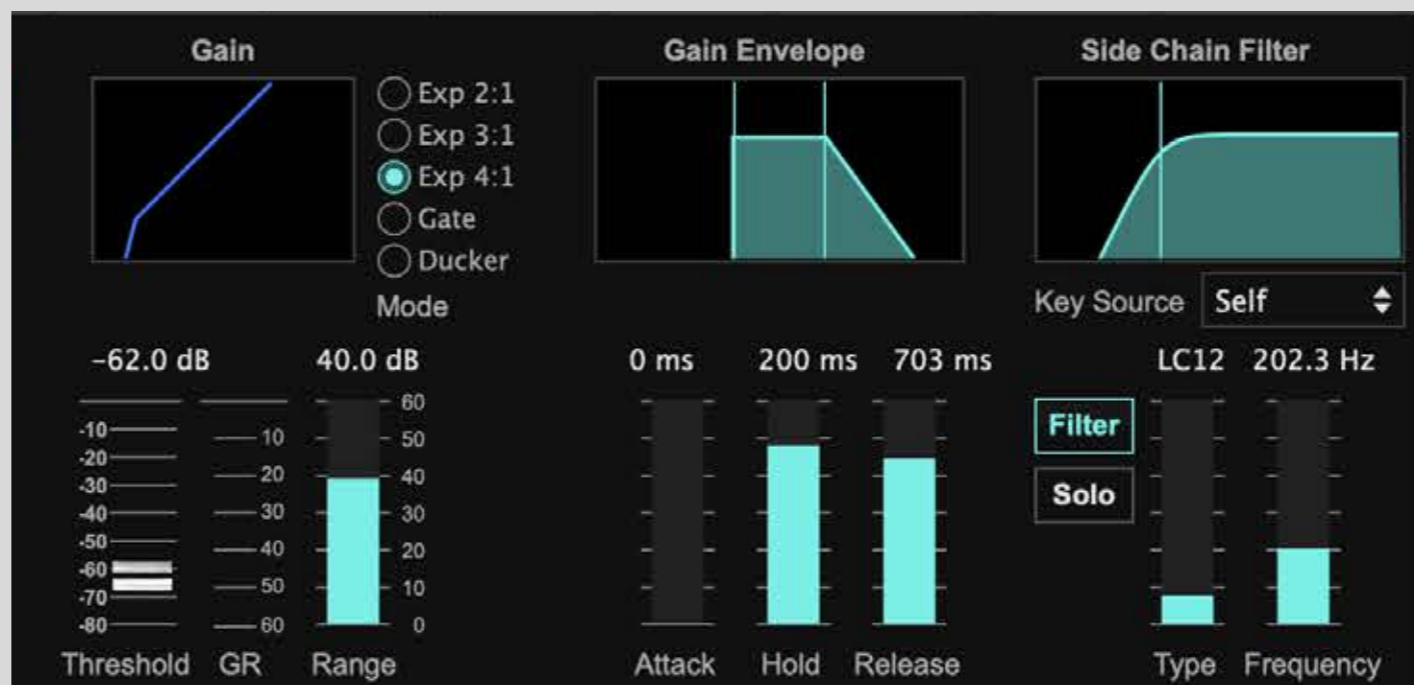 Gain
Gain Envelope
Side Chain Filter
Exp 2:1
Exp 3:1
Exp 4:1
Gate
Ducker
Mode
Key Source Self
-62.0 dB
40.0 dB
0 ms
200 ms
703 ms
LC12
202.3 Hz
-10
-20
-30
-40
-50
-60
-70
-80
10
20
30
40
50
60
60
50
40
30
20
10
0
Filter
Solo
Threshold
GR
Range
Attack
Hold
Release
Type
Frequency